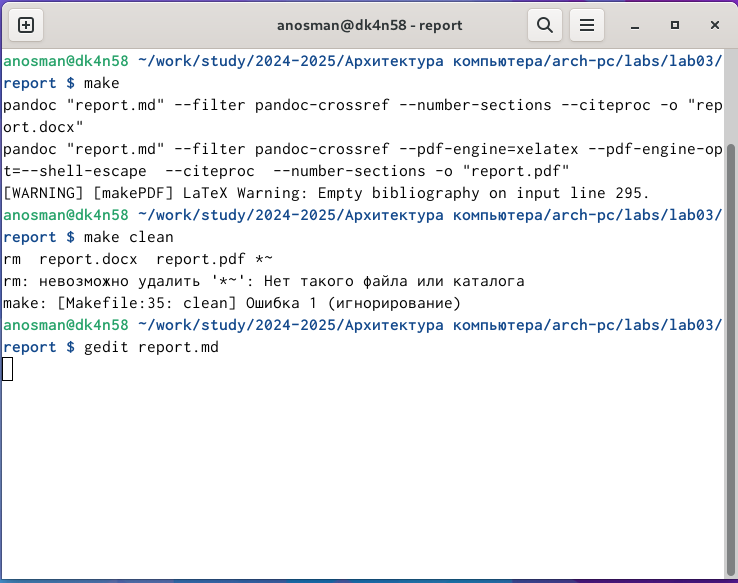 anosman@dk4n58 - report
anosman@dk4n58 ~/work/study/2024-2025/Архитектура компьютера/arch-pc/labs/lab03/
report $ make
pandoc "report.md" --filter pandoc-crossref --number-sections --citeproc -o "rep
ort.docx"
pandoc "report.md" --filter pandoc-crossref --pdf-engine=xelatex --pdf-engine-op
t=--shell-escape  --citeproc  --number-sections -o "report.pdf"
[WARNING] [makePDF] LaTeX Warning: Empty bibliography on input line 295.
anosman@dk4n58 ~/work/study/2024-2025/Архитектура компьютера/arch-pc/labs/lab03/
report $ make clean
rm  report.docx  report.pdf *~
rm: невозможно удалить '*~': Нет такого файла или каталога
make: [Makefile:35: clean] Ошибка 1 (игнорирование)
anosman@dk4n58 ~/work/study/2024-2025/Архитектура компьютера/arch-pc/labs/lab03/
report $ gedit report.md